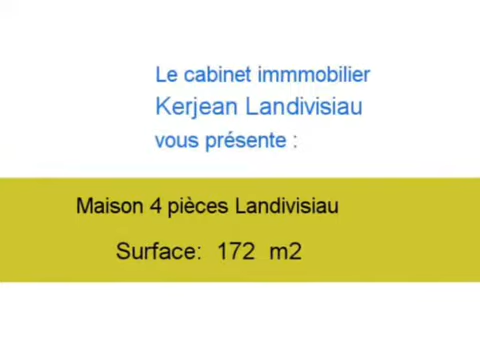 Le cabinet immmobilier
Kerjean Landivisiau
vous présente :
Maison 4 pièces Landivisiau
Surface: 172 m2